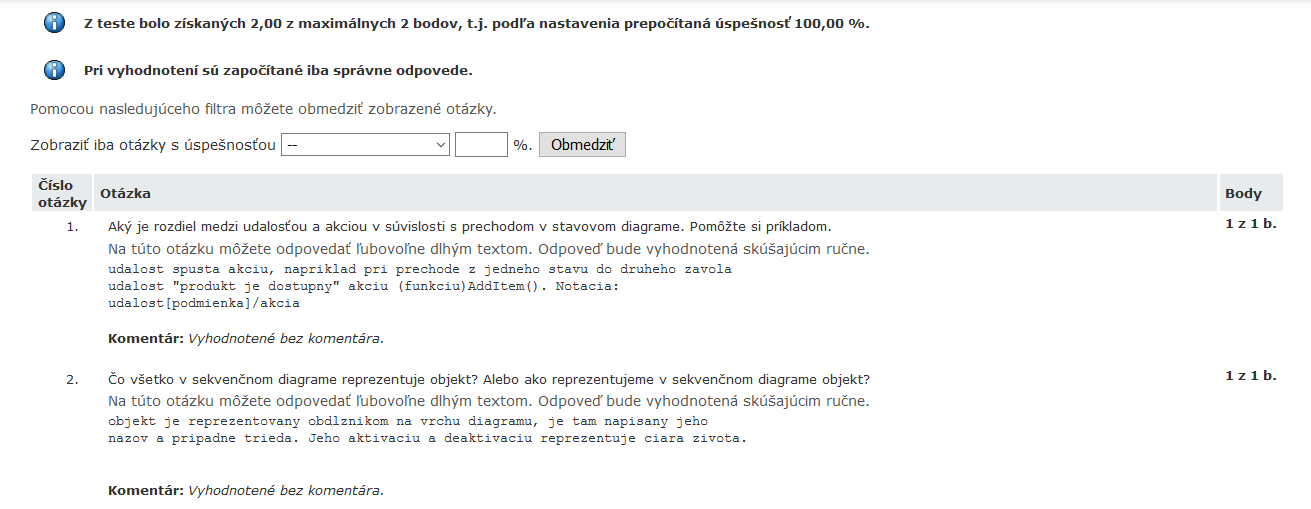 Z teste bolo získaných 2,00 z maximálnych 2 bodov, t.j. podľa nastavenia prepočítaná úspešnosť 100,00 %.
Pri vyhodnotení sú započítané iba správne odpovede.
Pomocou nasledujúceho filtra môžete obmedziť zobrazené otázky.
Zobraziť iba otázky s úspešnosťou -- %. Obmedziť
Číslo otázky Otázka Body
1. Aký je rozdiel medzi udalosťou a akciou v súvislosti s prechodom v stavovom diagrame. Pomôžte si príkladom. 1 z 1 b.
Na túto otázku môžete odpovedať ľubovoľne dlhým textom. Odpoveď bude vyhodnotená skúšajúcim ručne.
udalost spusta akciu, napriklad pri prechode z jedneho stavu do druheho zavola
udalost "produkt je dostupny" akciu (funkciu)AddItem(). Notacia:
udalost[podmienka]/akcia
Komentár: Vyhodnotené bez komentára.
2. Čo všetko v sekvenčnom diagrame reprezentuje objekt? Alebo ako reprezentujeme v sekvenčnom diagrame objekt? 1 z 1 b.
Na túto otázku môžete odpovedať ľubovoľne dlhým textom. Odpoveď bude vyhodnotená skúšajúcim ručne.
objekt je reprezentovany obdlznikom na vrchu diagramu, je tam napisany jeho
nazov a pripadne trieda. Jeho aktivaciu a deaktivaciu reprezentuje ciara zivota.
Komentár: Vyhodnotené bez komentára.